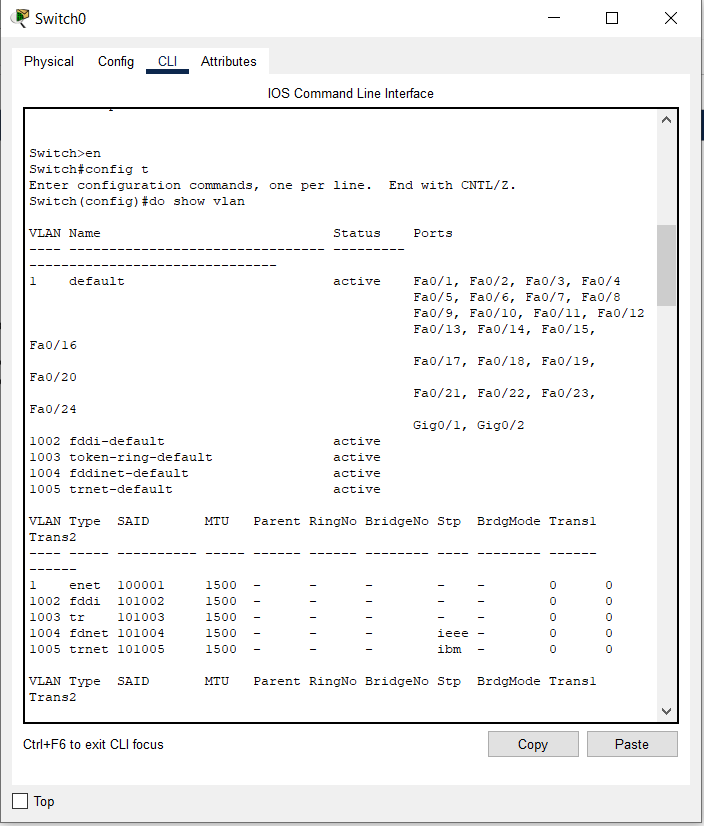 Switch0
Physical Config CLI Attributes
IOS Command Line Interface
Switch>en
Switch#config t
Enter configuration commands, one per line.  End with CNTL/Z.
Switch(config)#do show vlan
VLAN Name                             Status    Ports
---- -------------------------------- ---------
-------------------------------
1    default                          active    Fa0/1, Fa0/2, Fa0/3, Fa0/4
                                                Fa0/5, Fa0/6, Fa0/7, Fa0/8
                                                Fa0/9, Fa0/10, Fa0/11, Fa0/12
                                                Fa0/13, Fa0/14, Fa0/15,
Fa0/16
                                                Fa0/17, Fa0/18, Fa0/19,
Fa0/20
                                                Fa0/21, Fa0/22, Fa0/23,
Fa0/24
                                                Gig0/1, Gig0/2
1002 fddi-default                     active
1003 token-ring-default               active
1004 fddinet-default                  active
1005 trnet-default                    active
VLAN Type  SAID       MTU   Parent RingNo BridgeNo Stp  BrdgMode Trans1
Trans2
---- ----- ---------- ----- ------ ------ -------- ---- -------- ------
------
1    enet  100001     1500  -      -      -        -    -        0      0
1002 fddi  101002     1500  -      -      -        -    -        0      0
1003 tr    101003     1500  -      -      -        -    -        0      0
1004 fdnet 101004     1500  -      -      -        ieee -        0      0
1005 trnet 101005     1500  -      -      -        ibm  -        0      0
VLAN Type  SAID       MTU   Parent RingNo BridgeNo Stp  BrdgMode Trans1
Trans2
Ctrl+F6 to exit CLI focus
Copy Paste
Top